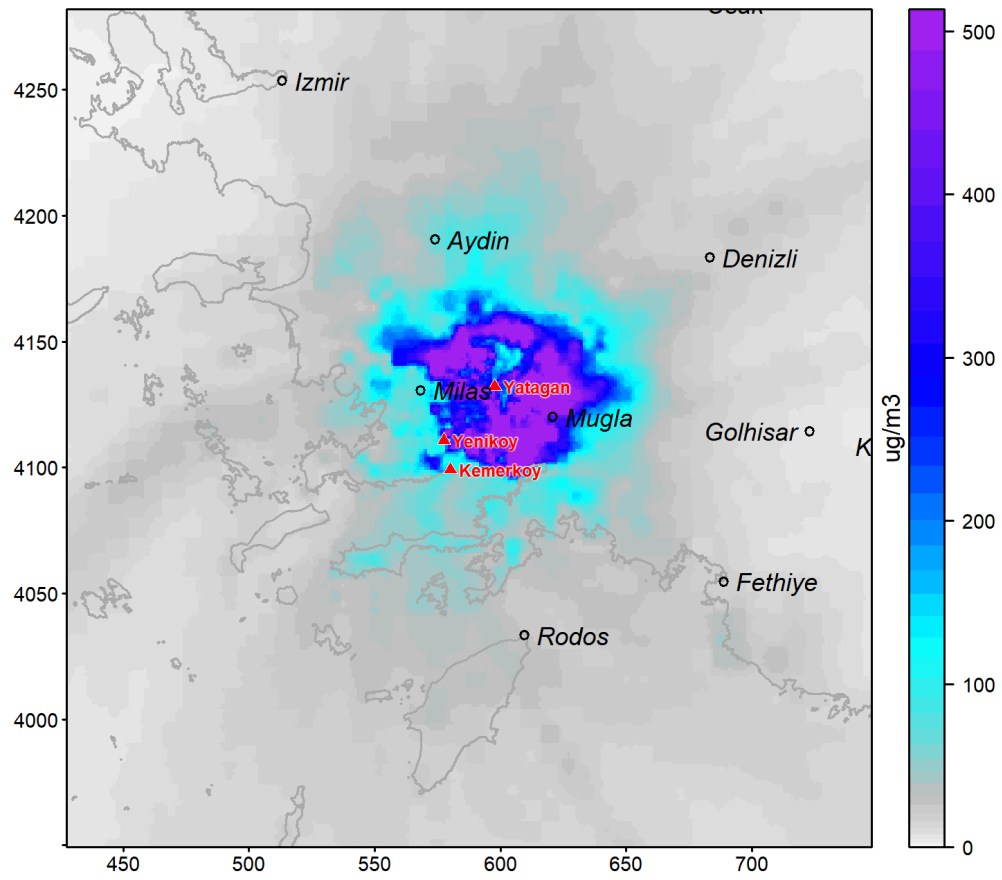 500
4250
Izmir
400
4200
Aydin
Denizli
4150
300
Milas
Yatagan
Mugla
Golhisar
K
ug/m3
Yenikoy
4100
Kemerkoy
200
4050
Fethiye
Rodos
100
4000
0
450
500
550
600
650
700